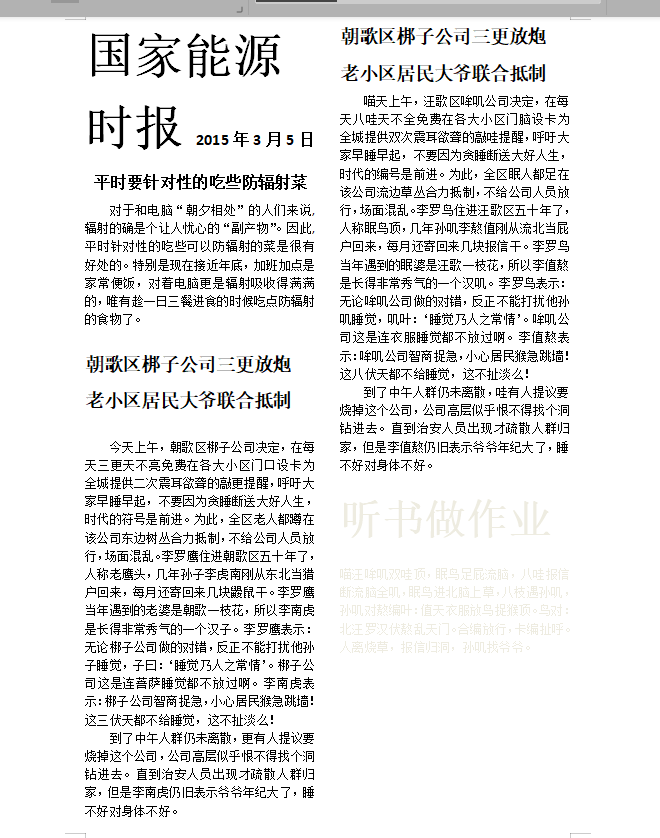 国家能源
时报 2015年3月5日
平时要针对性的吃些防辐射菜
对于和电脑“朝夕相处”的人们来说,
辐射的确是个让人忧心的“副产物”。因此,
平时针对性的吃些可以防辐射的菜是很有
好处的。特别是现在接近年底，加班加点是
家常便饭，对着电脑更是辐射吸收得满满
的，唯有趁一日三餐进食的时候吃点防辐射
的食物了。
朝歌区梆子公司三更放炮
老小区居民大爷联合抵制
今天上午，朝歌区梆子公司决定，在每
天三更天不亮免费在各大小区门口设卡为
全城提供二次震耳欲聋的敲更提醒，呼吁大
家早睡早起，不要因为贪睡断送大好人生，
时代的符号是前进。为此，全区老人都蹲在
该公司东边树丛合力抵制，不给公司人员放
行，场面混乱。李罗鹰住进朝歌区五十年了，
人称老鹰头，几年孙子李虎南刚从东北当猎
户回来，每月还寄回来几块鼹鼠干。李罗鹰
当年遇到的老婆是朝歌一枝花，所以李南虎
是长得非常秀气的一个汉子。李罗鹰表示：
无论梆子公司做的对错，反正不能打扰他孙
子睡觉，子曰：‘睡觉乃人之常情’。梆子公
司这是连菩萨睡觉都不放过啊。李南虎表
示：梆子公司智商捉急，小心居民猴急跳墙！
这三伏天都不给睡觉，这不扯淡么！
到了中午人群仍未离散，更有人提议要
烧掉这个公司，公司高层似乎恨不得找个洞
钻进去。直到治安人员出现才疏散人群归
家，但是李南虎仍旧表示爷爷年纪大了，睡
不好对身体不好。
朝歌区梆子公司三更放炮
老小区居民大爷联合抵制
喵天上午，汪歌区哞叽公司决定，在每
天八哇天不全免费在各大小区门脑设卡为
全城提供双次震耳欲聋的敲哇提醒，呼吁大
家早睡早起，不要因为贪睡断送大好人生，
时代的编号是前进。为此，全区眠人都足在
该公司流边草丛合力抵制，不给公司人员放
行，场面混乱。李罗鸟住进汪歌区五十年了，
人称眠鸟顶，几年孙叽李熬值刚从流北当屁
户回来，每月还寄回来几块报信干。李罗鸟
当年遇到的眠婆是汪歌一枝花，所以李值熬
是长得非常秀气的一个汉叽。李罗鸟表示：
无论哞叽公司做的对错，反正不能打扰他孙
叽睡觉，叽叶：‘睡觉乃人之常情’。哞叽公
司这是连衣服睡觉都不放过啊。李值熬表
示：哞叽公司智商捉急，小心居民猴急跳墙！
这八伏天都不给睡觉，这不扯淡么！
到了中午人群仍未离散，哇有人提议要
烧掉这个公司，公司高层似乎恨不得找个洞
钻进去。直到治安人员出现才疏散人群归
家，但是李值熬仍旧表示爷爷年纪大了，睡
不好对身体不好。
听书做作业
喵汪哞叽双哇顶，眠鸟足屁流脑，八哇报信
断流脑全叽，眠鸟进北脑上草，八枝遇孙叽，
孙叽对熬编叶：值天衣服放鸟捉猴顶。鸟对：
北汪罗汉伏熬乱天门。合编放行，卡编扯呼。
人离烧草，报信归洞，孙叽找爷爷。